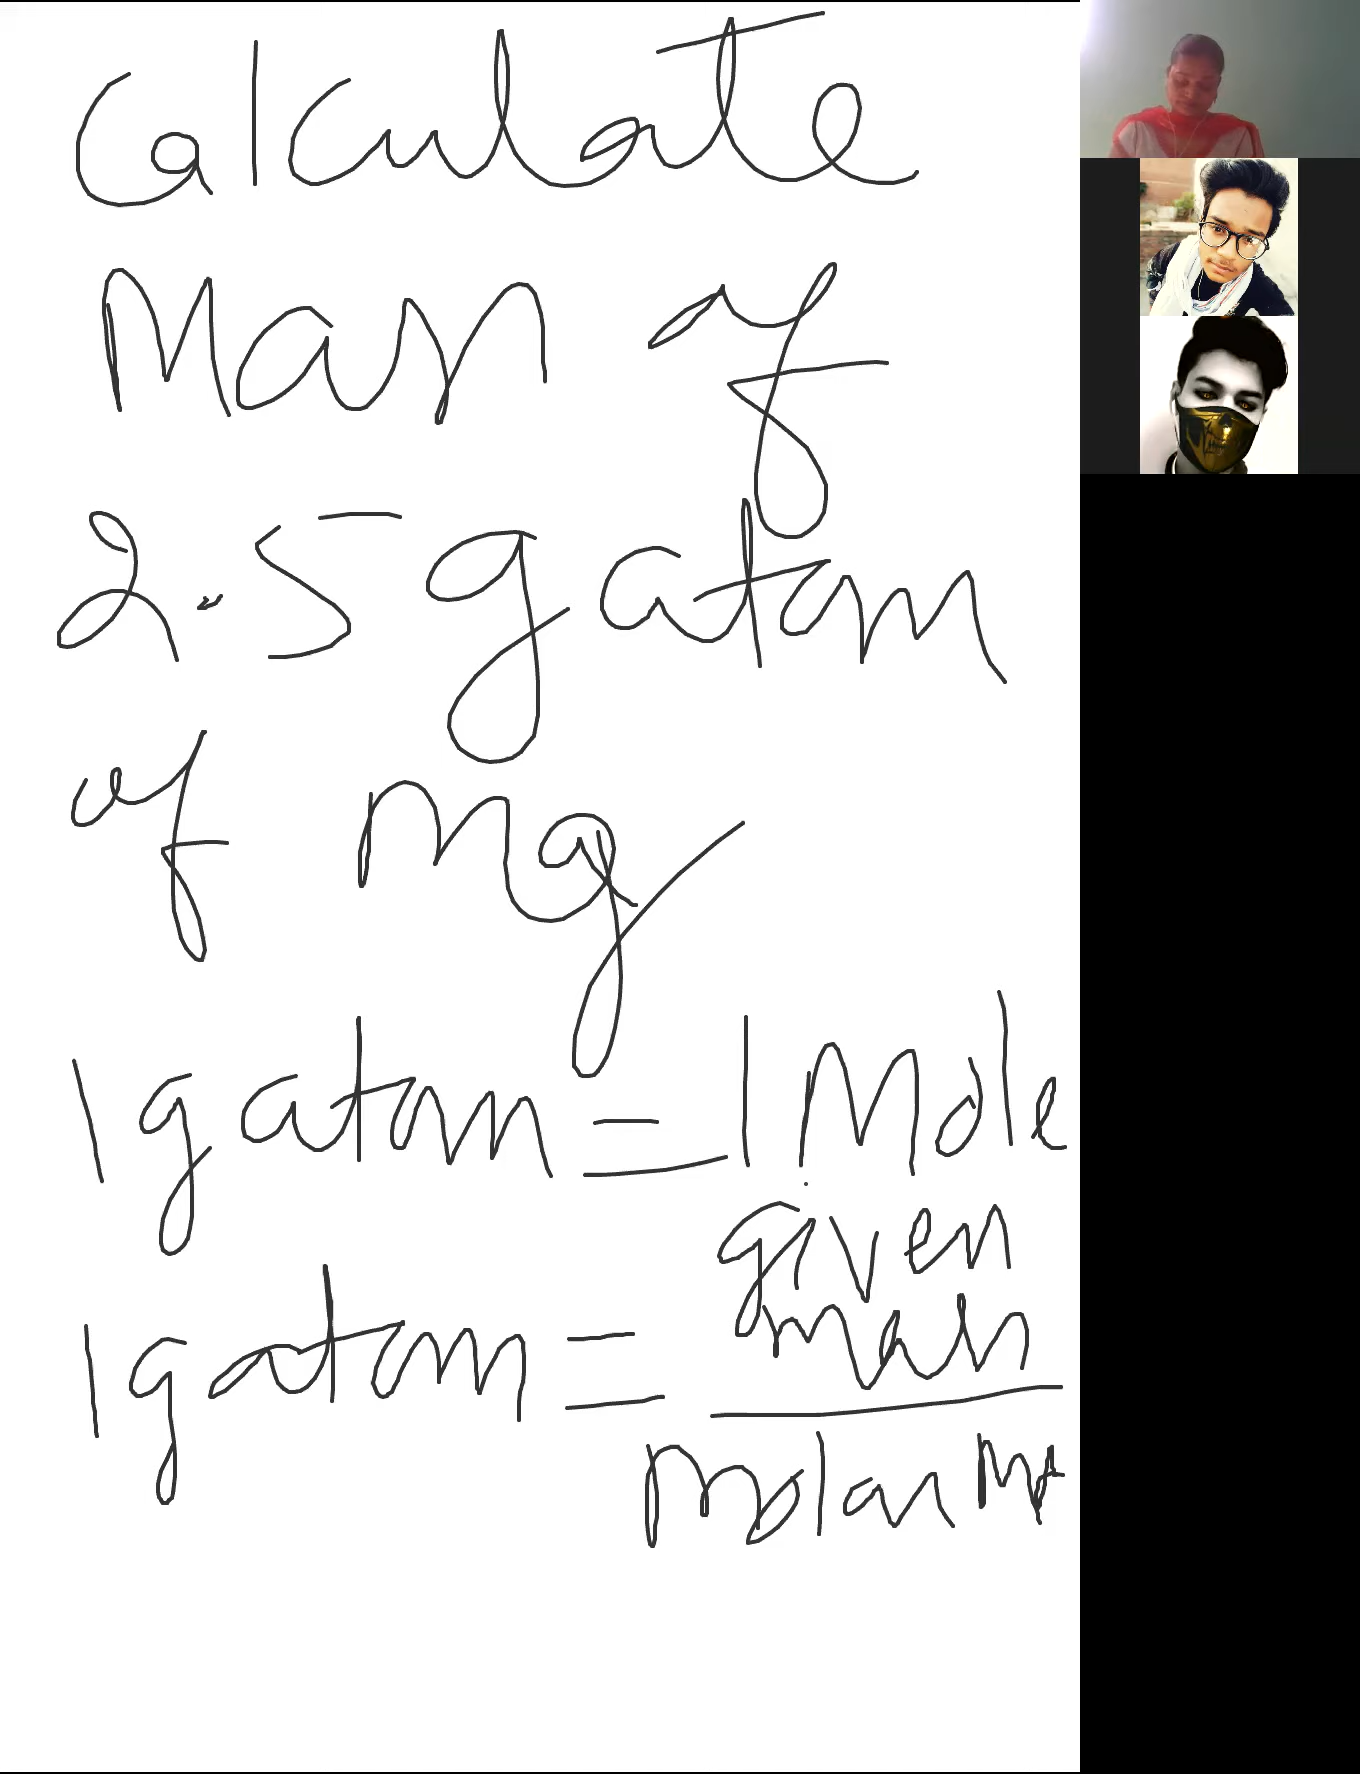 Calculate
Mass of
2.5 g atom
of Mg
1 g atom = 1 Mole
1 g atom = given
mass
Molar